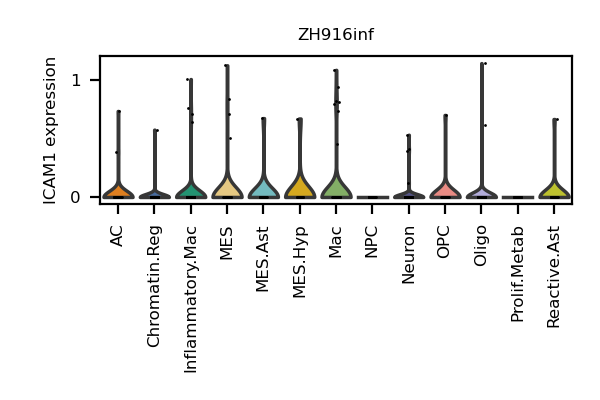 ZH916inf
ICAM1 expression
1
0
AC
Chromatin.Reg
Inflammatory.Mac
MES
MES.Ast
MES.Hyp
Mac
NPC
Neuron
OPC
Oligo
Prolif.Metab
Reactive.Ast